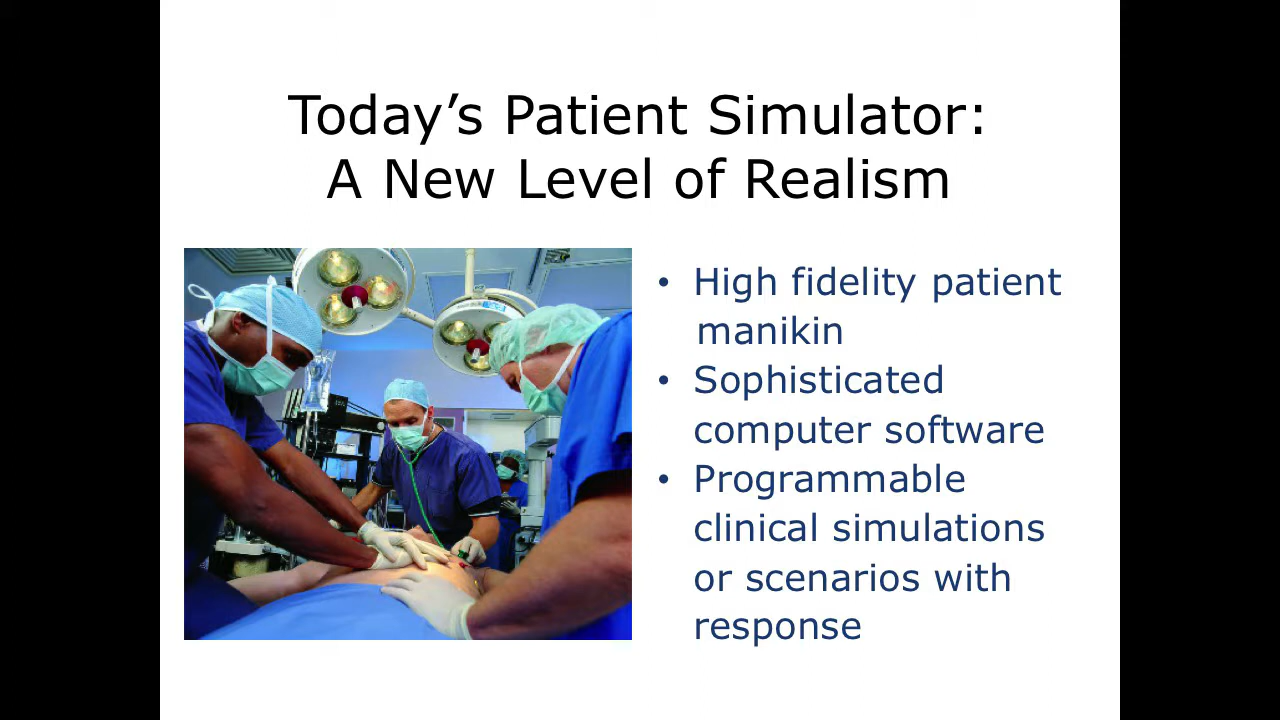 Today’s Patient Simulator:
A New Level of Realism
• High fidelity patient
manikin
• Sophisticated
computer software
• Programmable
clinical simulations
or scenarios with
response